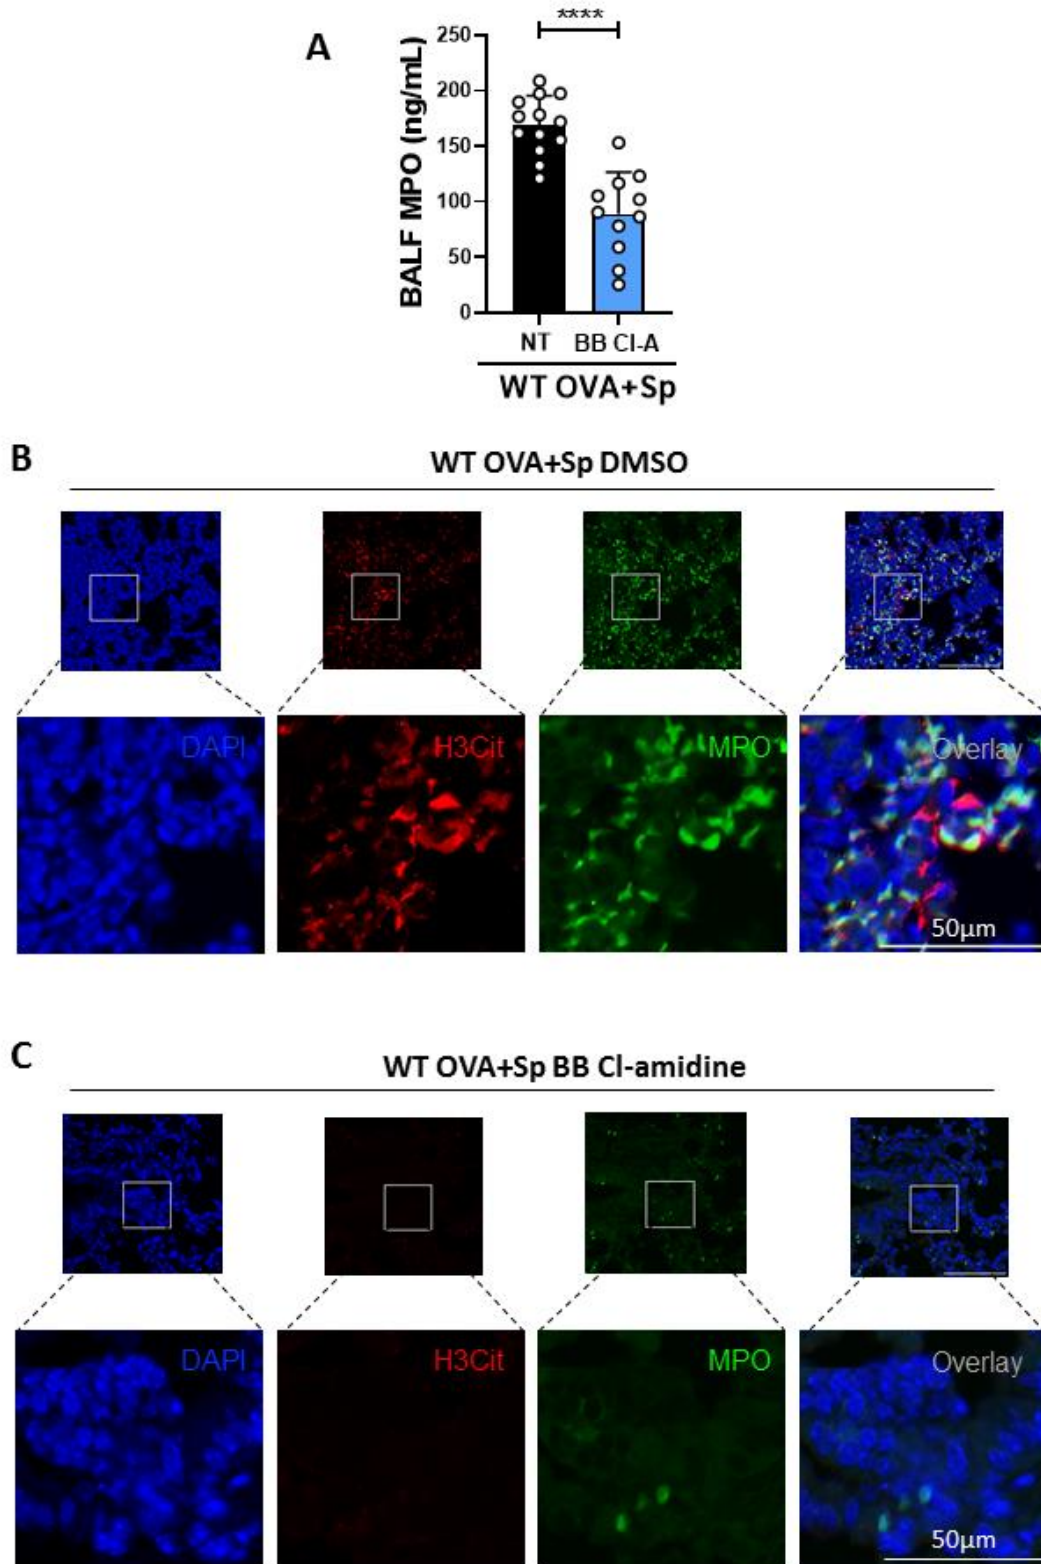 A
****
BALF MPO (ng/mL)
250
200
150
100
50
0
NT BB Cl-A
WT OVA+Sp
B
WT OVA+Sp DMSO
DAPI H3Cit MPO Overlay
50µm
C
WT OVA+Sp BB Cl-amidine
DAPI H3Cit MPO Overlay
50µm